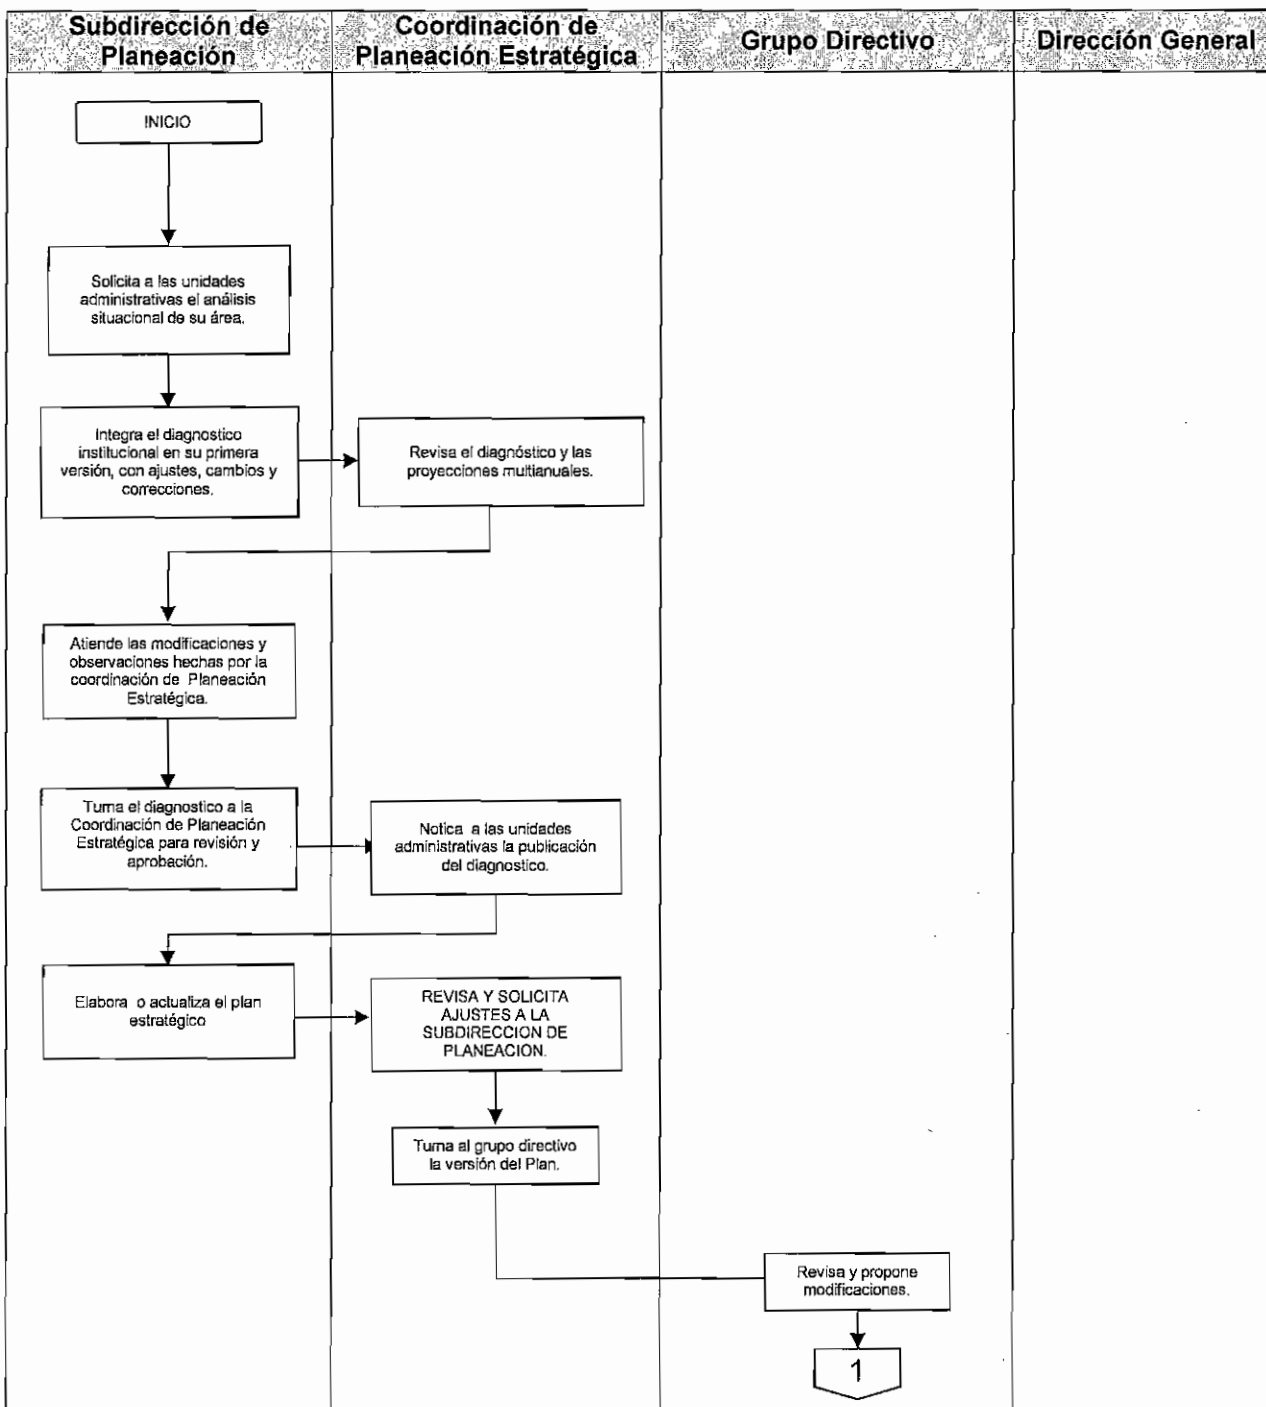 Subdirección de
Planeación
Coordinación de
Planeación Estratégica
Grupo Directivo
Dirección General
INICIO
Solicita a las unidades
administrativas el análisis
situacional de su área.
Integra el diagnostico
institucional en su primera
versión, con ajustes, cambios y
correcciones.
Revisa el diagnóstico y las
proyecciones multianuales.
Atiende las modificaciones y
observaciones hechas por la
coordinación de Planeación
Estratégica.
Turna el diagnostico a la
Coordinación de Planeación
Estratégica para revisión y
aprobación.
Notica a las unidades
administrativas la publicación
del diagnostico.
Elabora o actualiza el plan
estratégico
REVISA Y SOLICITA
AJUSTES A LA
SUBDIRECCION DE
PLANEACION.
Turna al grupo directivo
la versión del Plan.
Revisa y propone
modificaciones.
1